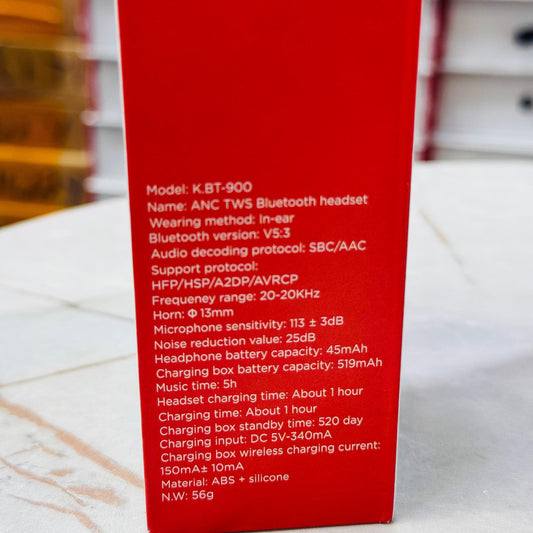 Model: K.BT-900
Name: ANC TWS Bluetooth headset
Wearing method: In-ear
Bluetooth version: V5:3
Audio decoding protocol: SBC/AAC
Support protocol:
HFP/HSP/A2DP/AVRCP
Frequeney range: 20-20KHz
Horn: Φ 13mm
Microphone sensitivity: 113 ± 3dB
Noise reduction value: 25dB
Headphone battery capacity: 45mAh
Charging box battery capacity: 519mAh
Music time: 5h
Headset charging time: About 1 hour
Charging time: About 1 hour
Charging box standby time: 520 day
Charging input: DC 5V-340mA
Charging box wireless charging current:
150mA± 10mA
Material: ABS + silicone
N.W: 56g